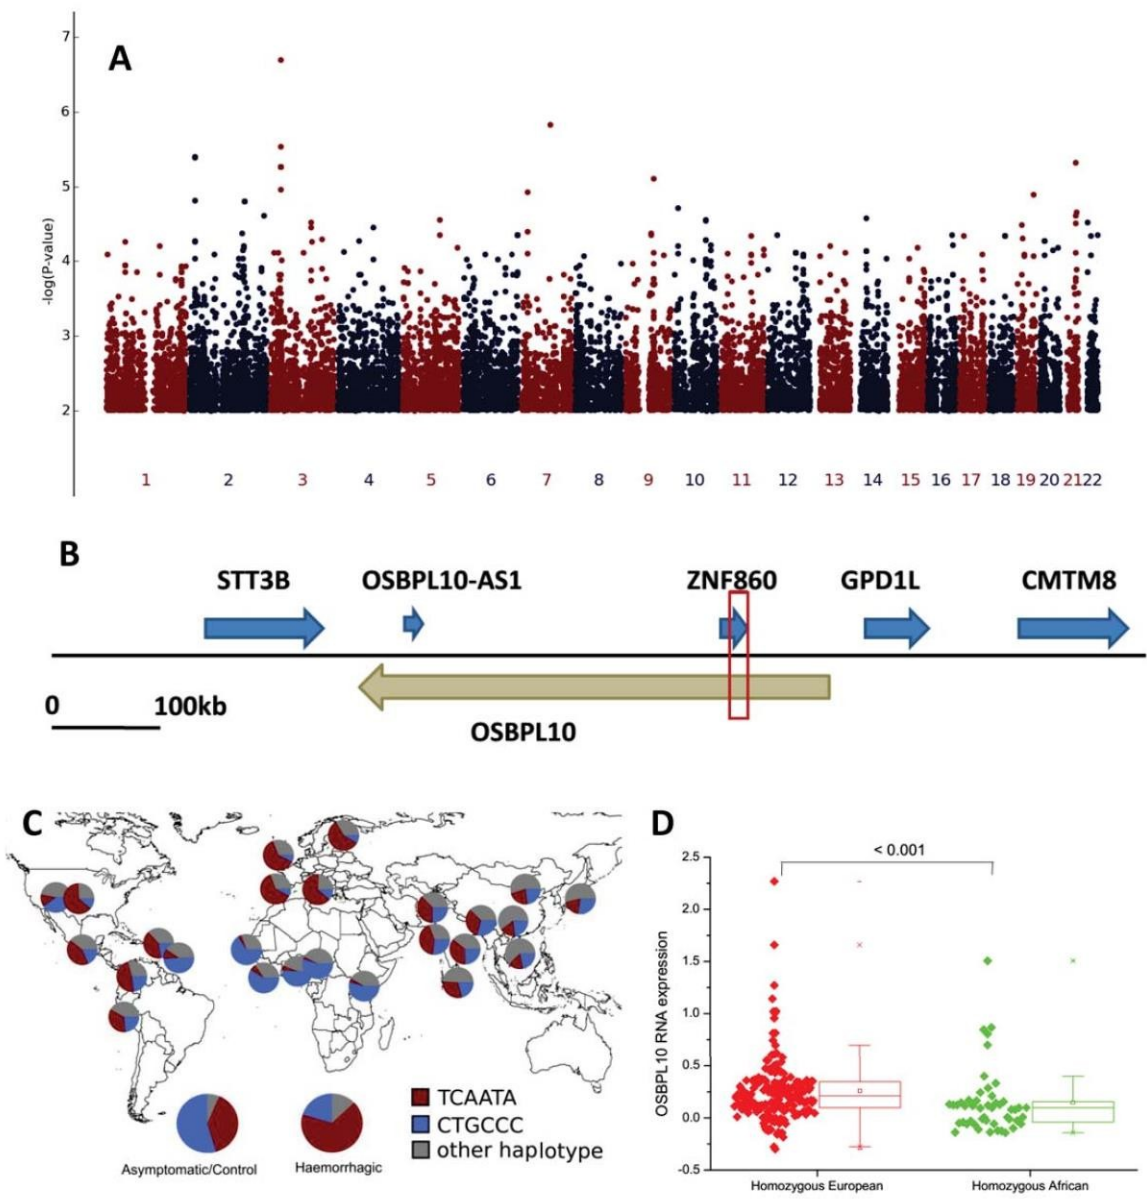 A
7
6
5
4
3
2
-log(P-value)
1 2 3 4 5 6 7 8 9 10 11 12 13 14 15 16 17 18 19 20 21 22
B
STT3B OSBPL10-AS1 ZNF860 GPD1L CMTM8
0 100kb
OSBPL10
C
TCAATA
CTGCCC
other haplotype
Asymptomatic/Control Haemorrhagic
D
< 0.001
2.5
2.0
1.5
1.0
0.5
0.0
-0.5
OSBPL10 RNA expression
Homozygous European Homozygous African